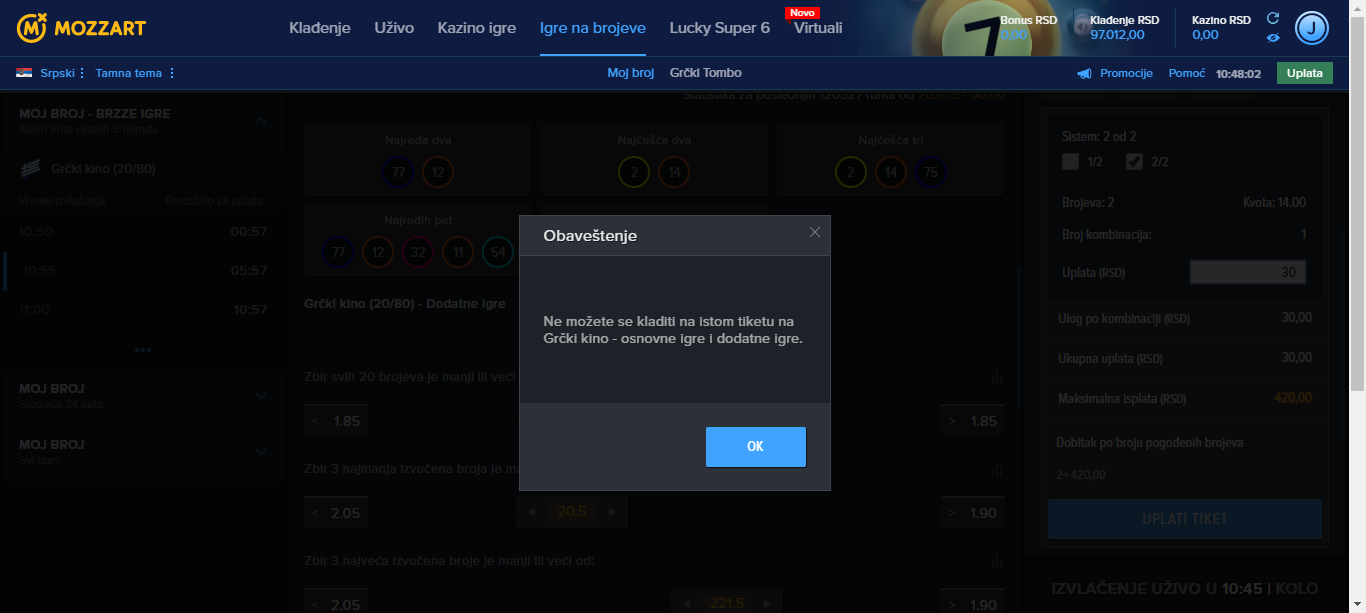 MOZZART
Klađenje
Uživo
Kazino igre
Igre na brojeve
Lucky Super 6
Novo
Virtuali
7
Bonus RSD
0,00
Klađenje RSD
97.012,00
Kazino RSD
0,00
J
Srpski
Tamna tema
Moj broj
Grčki Tombo
Promocije
Pomoć
10:48:02
Uplata
MOJ BROJ - BRZZE IGRE
Novo kolo svakih 5 minuta
Grčki kino (20/80)
Vreme izvlačenja
Preostalo za uplatu:
10:50
00:57
10:55
05:57
11:00
10:57
MOJ BROJ
Sledeća 24 sata
MOJ BROJ
Svi dani
Statistika za poslednjih 120527 rundi od 20.11.15 - 00:00
Najređa dva
77 12
Najčešća dva
2 14
Najčešća tri
2 14 75
Najređih pet
77 12 32 11 54
Grčki kino (20/80) - Dodatne igre
Zbir svih 20 brojeva je manji ili veći
< 1.85
> 1.85
Zbir 3 najmanja izvučena broja je
< 2.05
20.5
> 1.90
Zbir 3 najveća izvučena broje je manji ili veći od:
< 2.05
221.5
> 1.90
Obaveštenje
Ne možete se kladiti na istom tiketu na
Grčki kino - osnovne igre i dodatne igre.
OK
Sistem: 2 od 2
1/2
2/2
Brojeva: 2
Kvota: 14.00
Broj kombinacija:
1
Uplata (RSD)
30
Ulog po kombinaciji (RSD)
30,00
Ukupna uplata (RSD)
30,00
Maksimalna isplata (RSD)
420,00
Dobitak po broju pogođenih brojeva
2= 420,00
UPLATI TIKET
IZVLAČENJE UŽIVO U 10:45 | KOLO